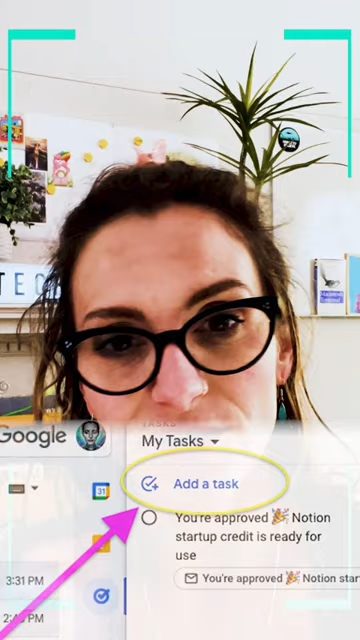 TEC
Google
TASKS
My Tasks
Add a task
31
You're approved 🎉 Notion
startup credit is ready for
use
You're approved 🎉 Notion star
3:31 PM